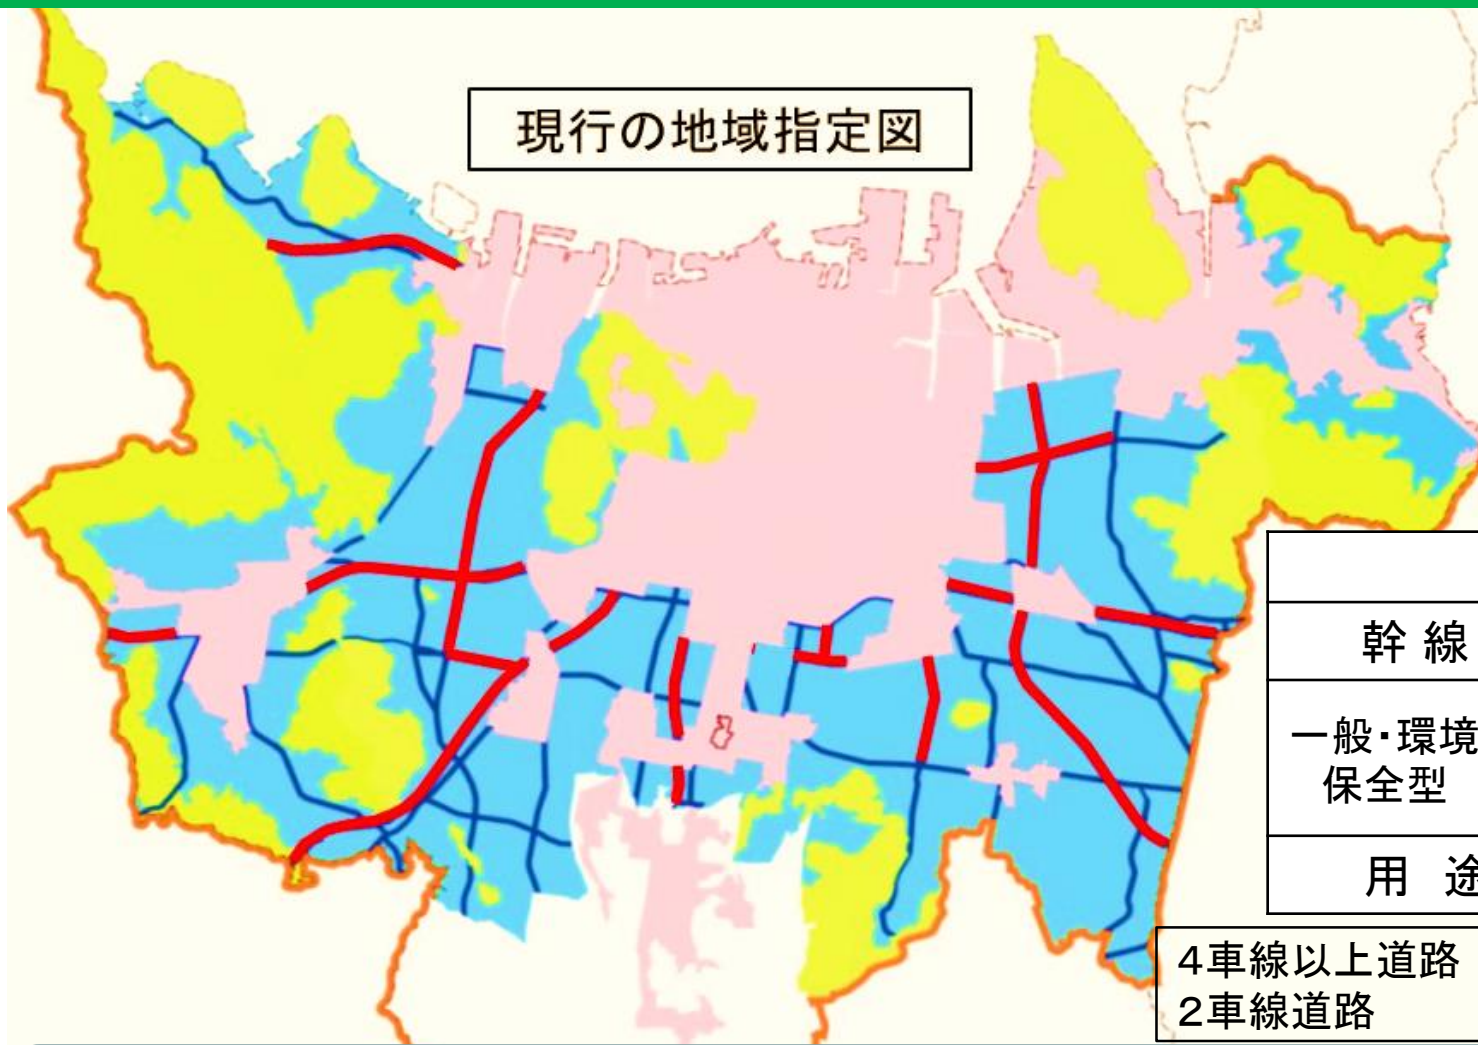 現行の地域指定図
幹線
一般・環境
保全型
用途
4車線以上道路
2車線道路